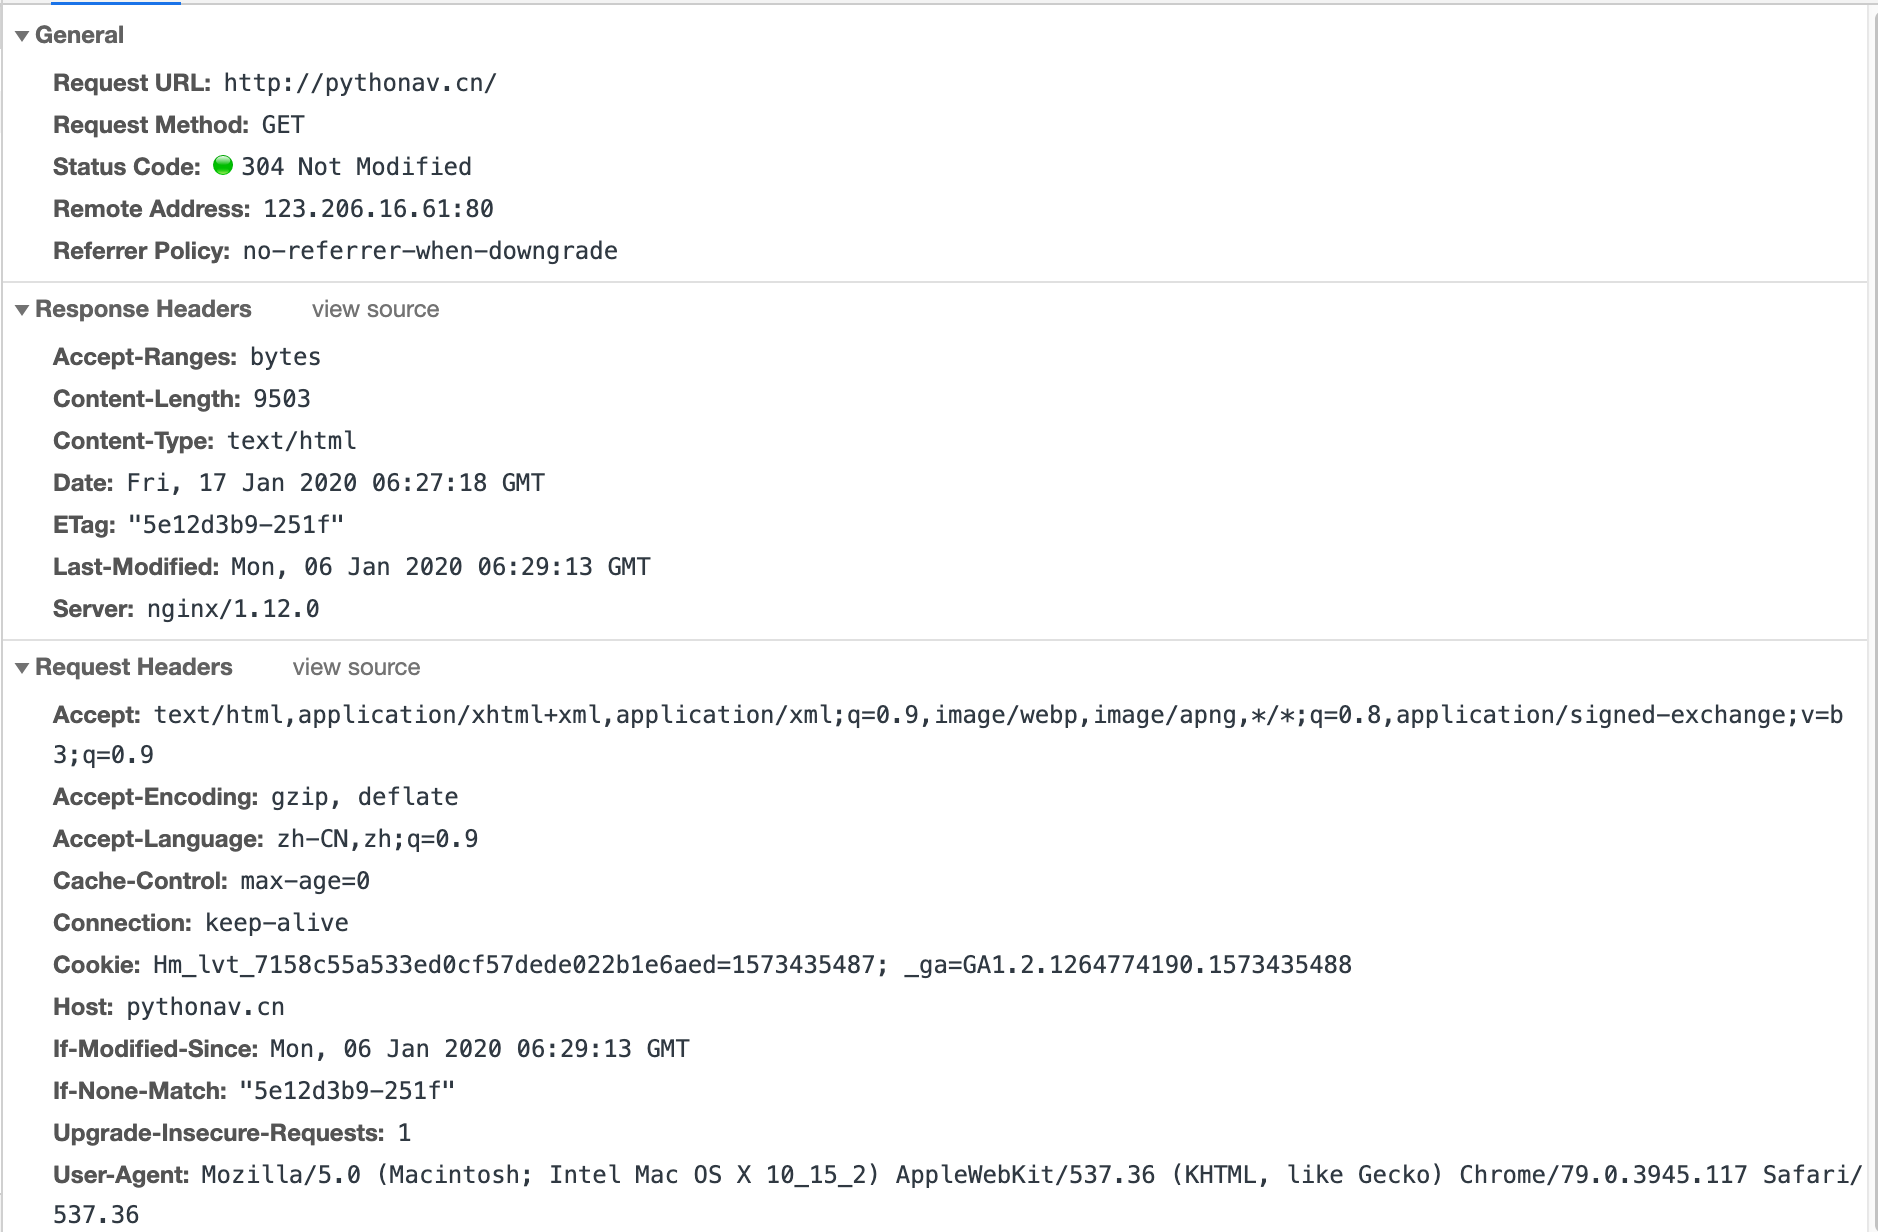 General
Request URL: http://pythonav.cn/
Request Method: GET
Status Code: 304 Not Modified
Remote Address: 123.206.16.61:80
Referrer Policy: no-referrer-when-downgrade
Response Headers view source
Accept-Ranges: bytes
Content-Length: 9503
Content-Type: text/html
Date: Fri, 17 Jan 2020 06:27:18 GMT
ETag: "5e12d3b9-251f"
Last-Modified: Mon, 06 Jan 2020 06:29:13 GMT
Server: nginx/1.12.0
Request Headers view source
Accept: text/html,application/xhtml+xml,application/xml;q=0.9,image/webp,image/apng,*/*;q=0.8,application/signed-exchange;v=b
3;q=0.9
Accept-Encoding: gzip, deflate
Accept-Language: zh-CN,zh;q=0.9
Cache-Control: max-age=0
Connection: keep-alive
Cookie: Hm_lvt_7158c55a533ed0cf57dede022b1e6aed=1573435487; _ga=GA1.2.1264774190.1573435488
Host: pythonav.cn
If-Modified-Since: Mon, 06 Jan 2020 06:29:13 GMT
If-None-Match: "5e12d3b9-251f"
Upgrade-Insecure-Requests: 1
User-Agent: Mozilla/5.0 (Macintosh; Intel Mac OS X 10_15_2) AppleWebKit/537.36 (KHTML, like Gecko) Chrome/79.0.3945.117 Safari/
537.36